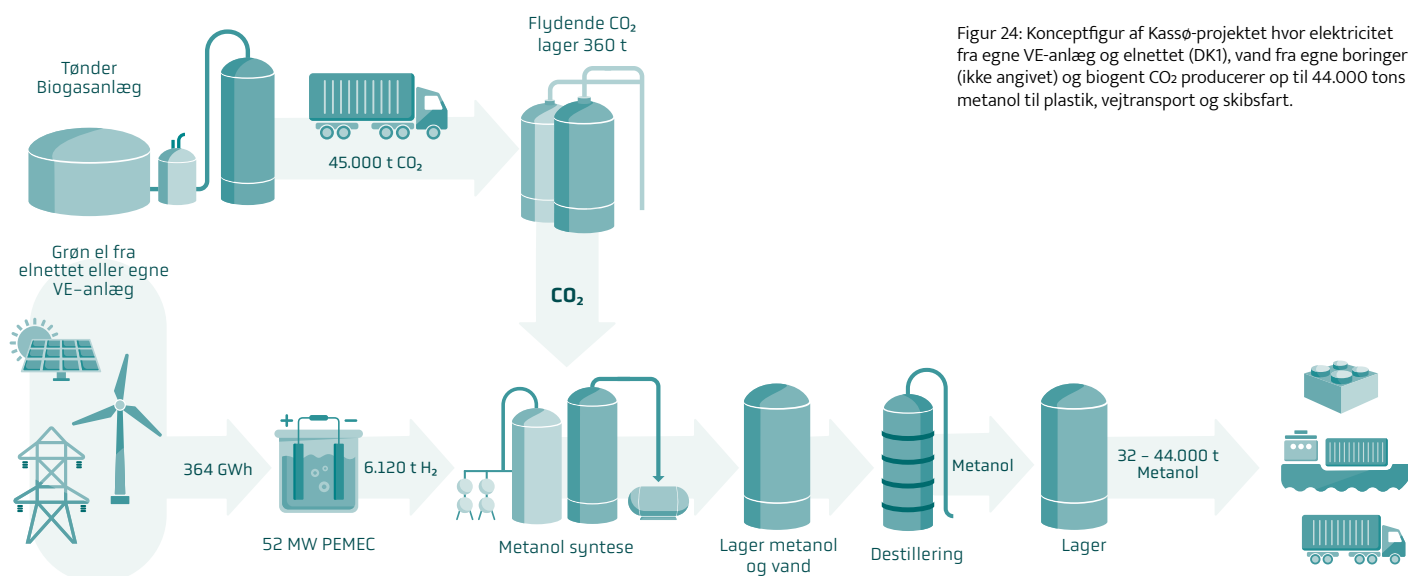 Flydende CO₂
lager 360 t
Figur 24: Konceptfigur af Kassø-projektet hvor elektricitet
fra egne VE-anlæg og elnettet (DK1), vand fra egne boringer
(ikke angivet) og biogent CO₂ producerer op til 44.000 tons
metanol til plastik, vejtransport og skibsfart.
Tønder
Biogasanlæg
45.000 t CO₂
Grøn el fra
elnettet eller egne
VE-anlæg
CO₂
+ −
364 GWh
6.120 t H₂
Metanol
32 – 44.000 t
Metanol
52 MW PEMEC
Metanol syntese
Lager metanol
og vand
Destillering
Lager